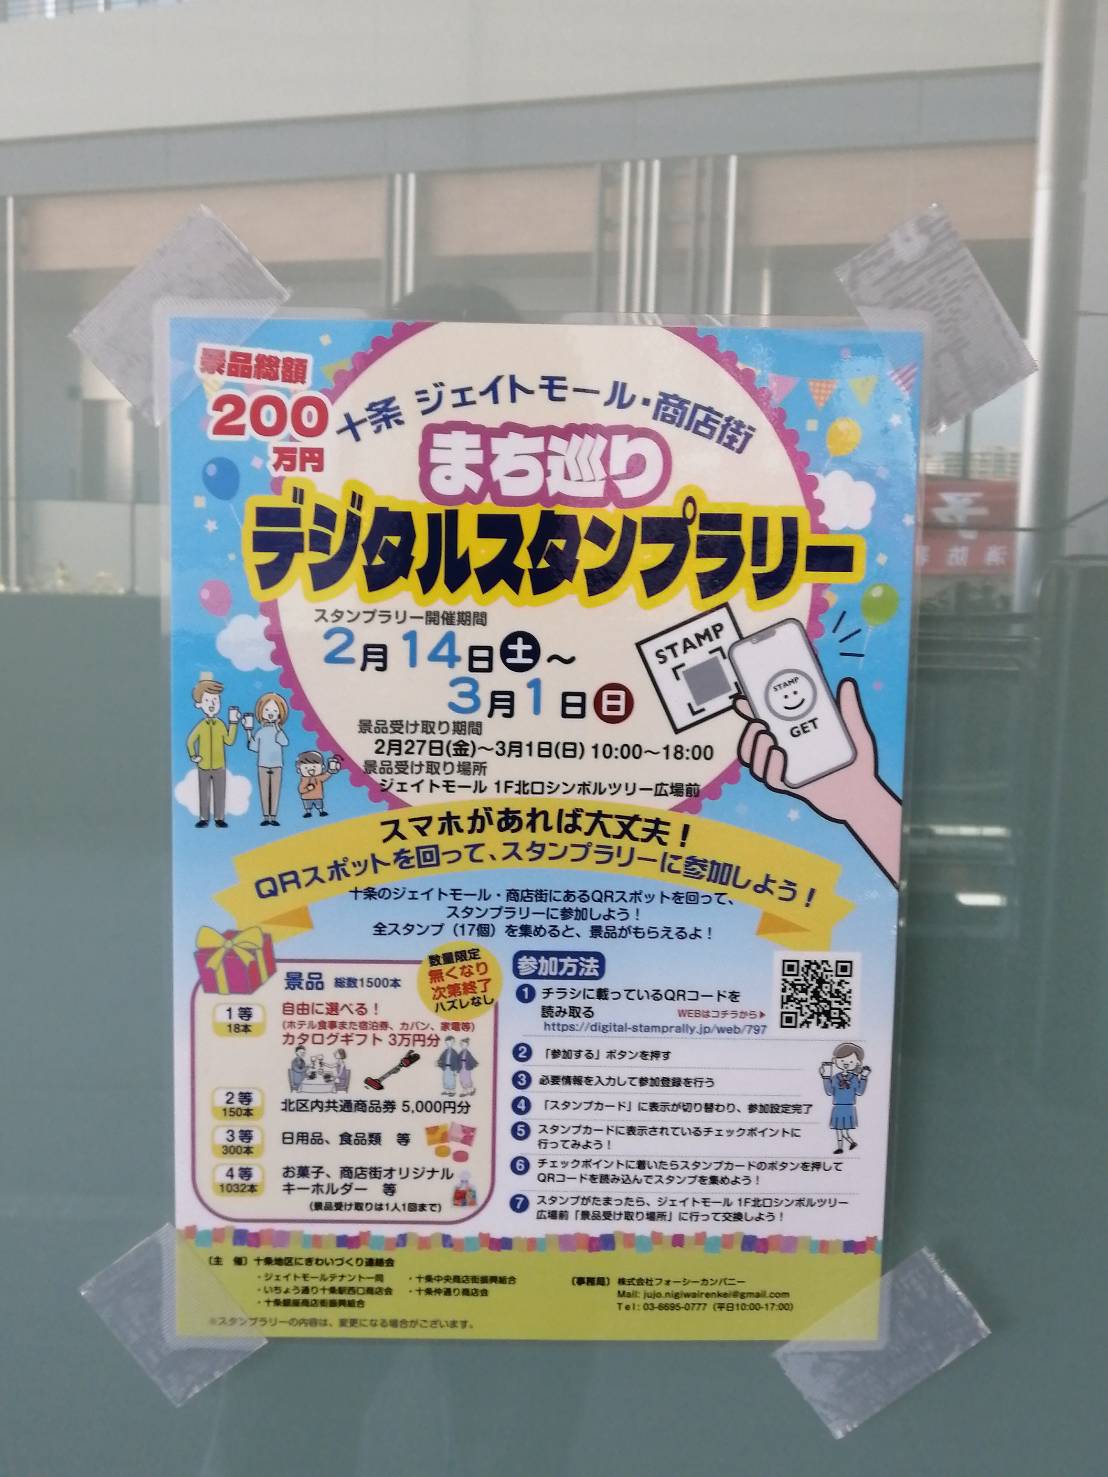 景品総額
200
万円
十条 ジェイトモール・商店街
まち巡り
デジタルスタンプラリー
スタンプラリー開催期間
2月14日土～
3月1日日
景品受け取り期間
2月27日(金)～3月1日(日) 10:00～18:00
景品受け取り場所
ジェイトモール 1F北口シンボルツリー広場前
STAMP
STAMP
GET
スマホがあれば大丈夫！
QRスポットを回って、スタンプラリーに参加しよう！
十条のジェイトモール・商店街にあるQRスポットを回って、
スタンプラリーに参加しよう！
全スタンプ（17個）を集めると、景品がもらえるよ！
景品 総数1500本
数量限定
無くなり
次第終了
ハズレなし
1等
18本
自由に選べる！
(ホテル食事また宿泊券、カバン、家電等)
カタログギフト 3万円分
2等
150本
北区内共通商品券 5,000円分
3等
300本
日用品、食品類 等
4等
1032本
お菓子、商店街オリジナル
キーホルダー 等
（景品受け取りは1人1回まで）
参加方法
1 チラシに載っているQRコードを
読み取る
WEBはコチラから▶
https://digital-stamprally.jp/web/797
2 「参加する」ボタンを押す
3 必要情報を入力して参加登録を行う
4 「スタンプカード」に表示が切り替わり、参加設定完了
5 スタンプカードに表示されているチェックポイントに
行ってみよう！
6 チェックポイントに着いたらスタンプカードのボタンを押して
QRコードを読み込んでスタンプを集めよう！
7 スタンプがたまったら、ジェイトモール 1F北口シンボルツリー
広場前「景品受け取り場所」に行って交換しよう！
〔主 催〕十条地区にぎわいづくり連絡会
・ジェイトモールテナント一同
・いちょう通り十条駅西口商店会
・十条銀座商店街振興組合
・十条中央商店街振興組合
・十条仲通り商店会
※スタンプラリーの内容は、変更になる場合がございます。
〔事務局〕株式会社フォーシーカンパニー
Mail: jujo.nigiwairenkei@gmail.com
Tel: 03-6695-0777（平日10:00-17:00）